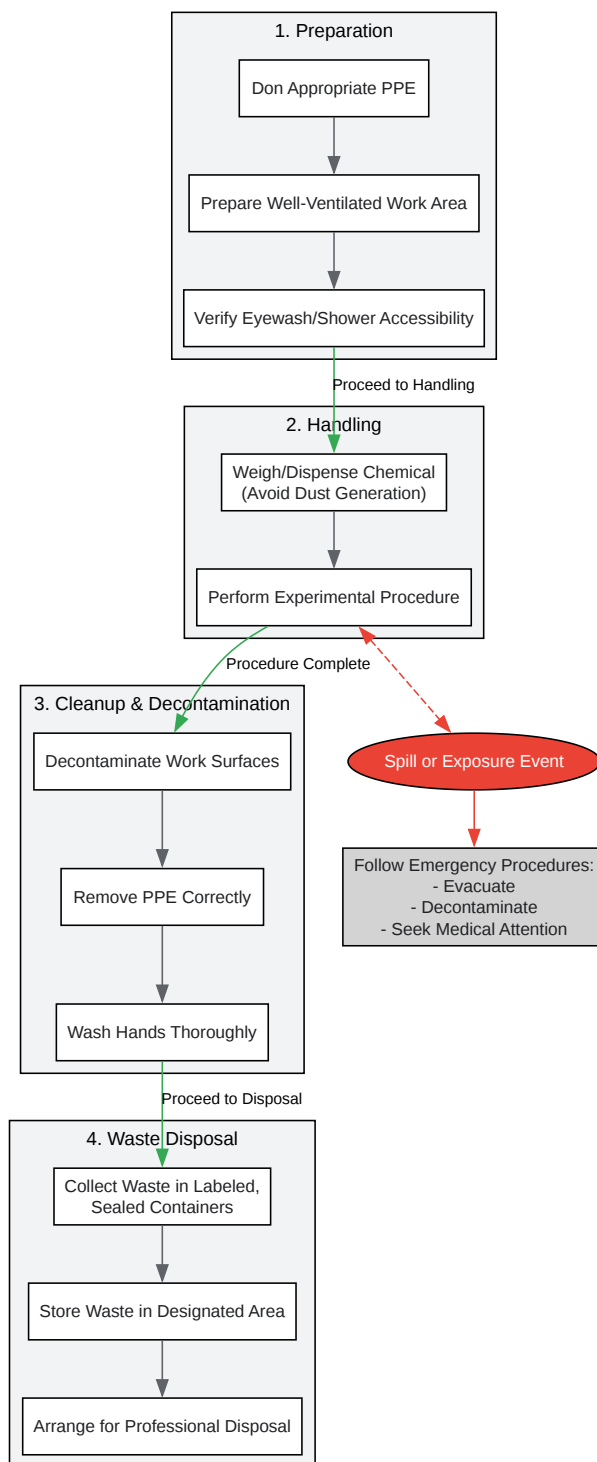 1. Preparation
Don Appropriate PPE
Prepare Well-Ventilated Work Area
Verify Eyewash/Shower Accessibility
Proceed to Handling
2. Handling
Weigh/Dispense Chemical
(Avoid Dust Generation)
Perform Experimental Procedure
Procedure Complete
3. Cleanup & Decontamination
Decontaminate Work Surfaces
Spill or Exposure Event
Remove PPE Correctly
Follow Emergency Procedures:
- Evacuate
- Decontaminate
- Seek Medical Attention
Wash Hands Thoroughly
Proceed to Disposal
4. Waste Disposal
Collect Waste in Labeled,
Sealed Containers
Store Waste in Designated Area
Arrange for Professional Disposal